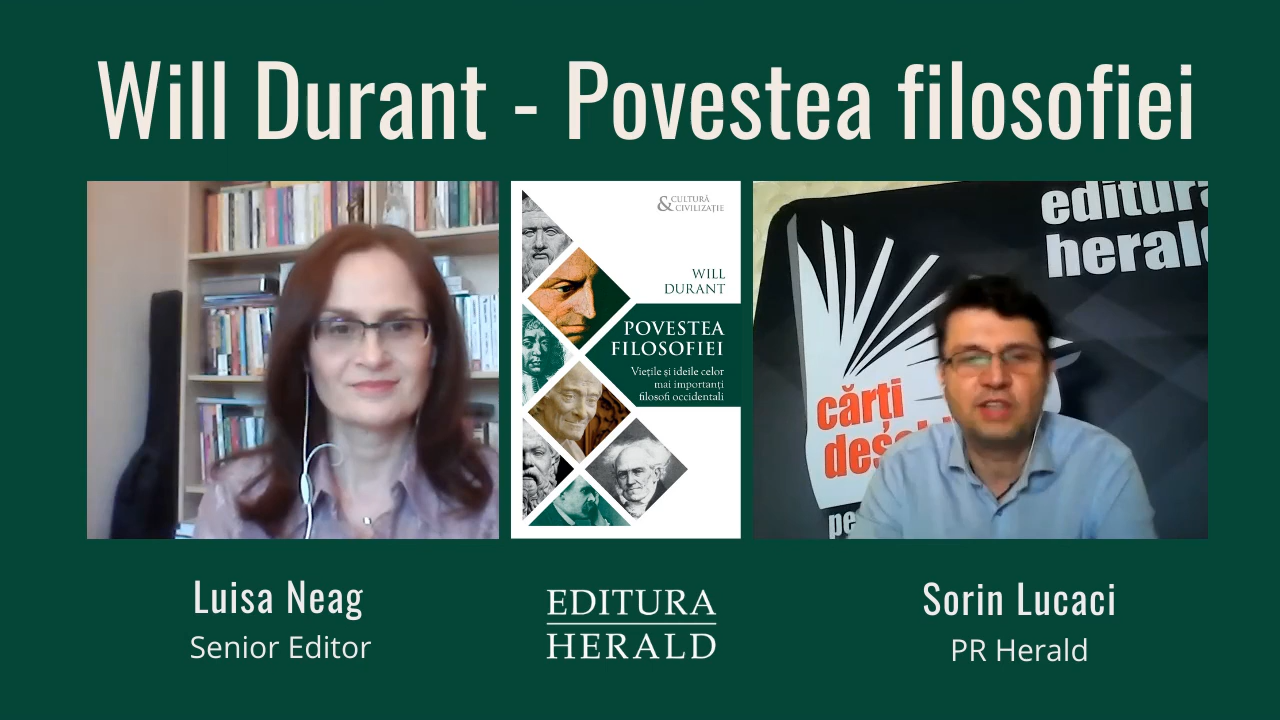 Will Durant - Povestea filosofiei
& CULTURĂ
CIVILIZAȚIE
WILL
DURANT
POVESTEA
FILOSOFIEI
Viețile și ideile celor
mai importanți
filosofi occidentali
editura
herald
cărți
Luisa Neag
Senior Editor
EDITURA
HERALD
Sorin Lucaci
PR Herald